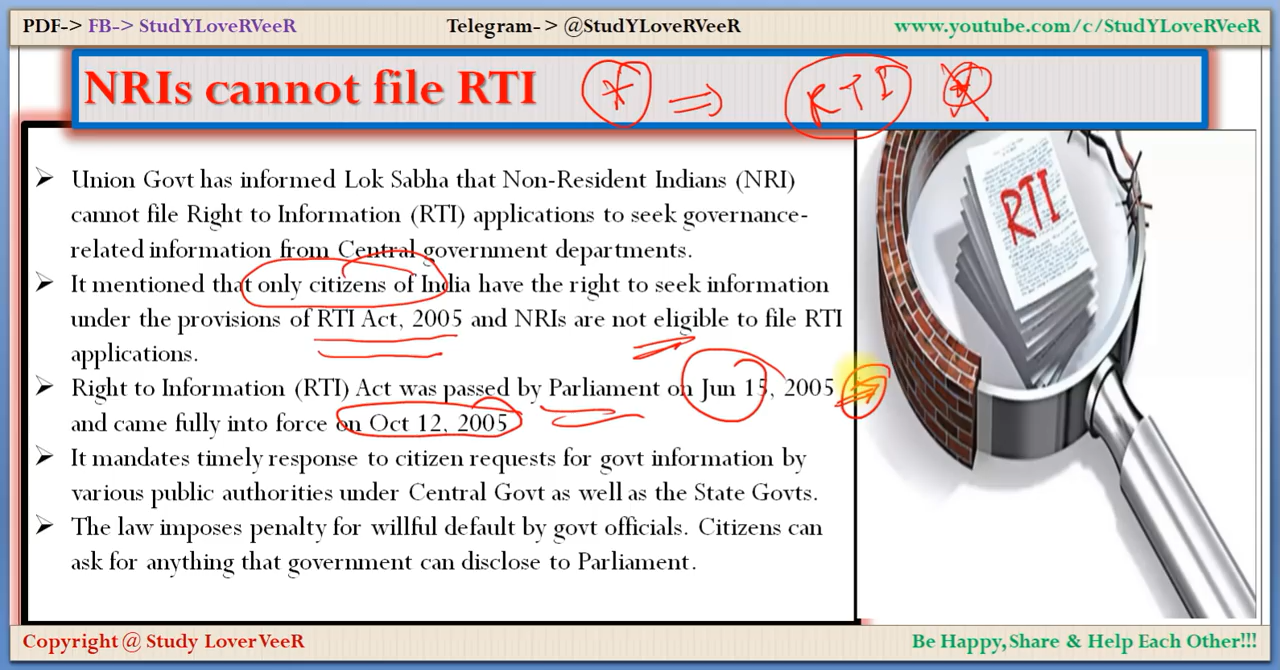 PDF-> FB-> StudYLoveRVeeR Telegram-> @StudYLoveRVeeR www.youtube.com/c/StudYLoveRVeeR
NRIs cannot file RTI RTI
Union Govt has informed Lok Sabha that Non-Resident Indians (NRI)
cannot file Right to Information (RTI) applications to seek governance-
related information from Central government departments.
It mentioned that only citizens of India have the right to seek information
under the provisions of RTI Act, 2005 and NRIs are not eligible to file RTI
applications.
Right to Information (RTI) Act was passed by Parliament on Jun 15, 2005
and came fully into force on Oct 12, 2005
It mandates timely response to citizen requests for govt information by
various public authorities under Central Govt as well as the State Govts.
The law imposes penalty for willful default by govt officials. Citizens can
ask for anything that government can disclose to Parliament.
RTI
Copyright @ Study LoverVeeR Be Happy, Share & Help Each Other!!!